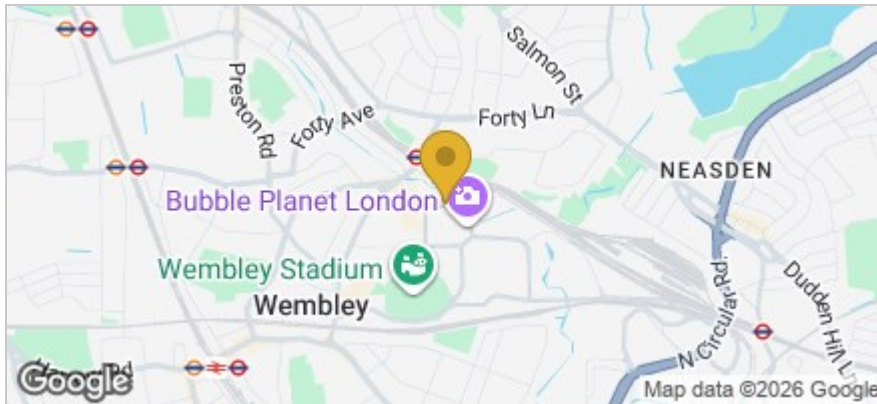 Salmon St
Preston Rd
Forty Ave
Forty Ln
NEASDEN
Bubble Planet London
Wembley Stadium
Wembley
N Circular Rd.
Dudden Hill Ln
Google
Map data ©2026 Google